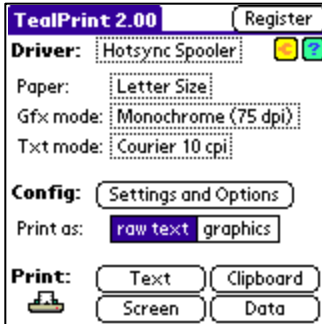 TealPrint 2.00 Register
Driver: Hotsync Spooler ?
Paper: Letter Size
Gfx mode: Monochrome (75 dpi)
Txt mode: Courier 10 cpi
Config: Settings and Options
Print as: raw text graphics
Print: Text Clipboard
Screen Data